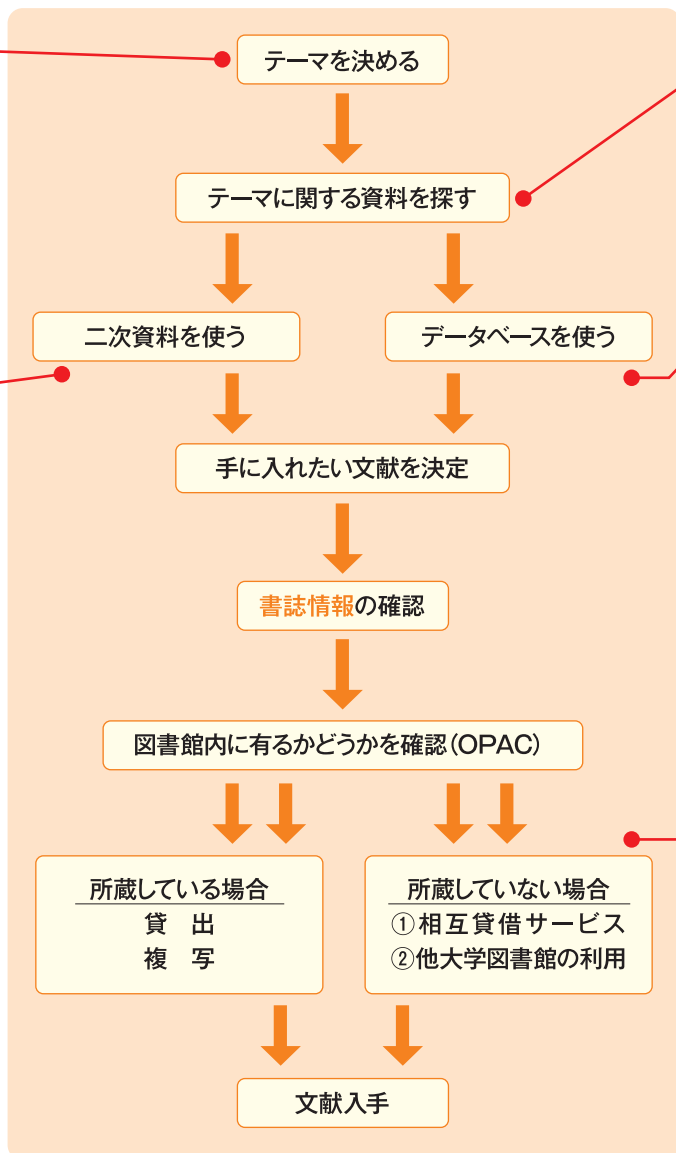 テーマを決める
テーマに関する資料を探す
二次資料を使う
データベースを使う
手に入れたい文献を決定
書誌情報の確認
図書館内に有るかどうかを確認(OPAC)
所蔵している場合
貸 出
複 写
所蔵していない場合
①相互貸借サービス
②他大学図書館の利用
文献入手